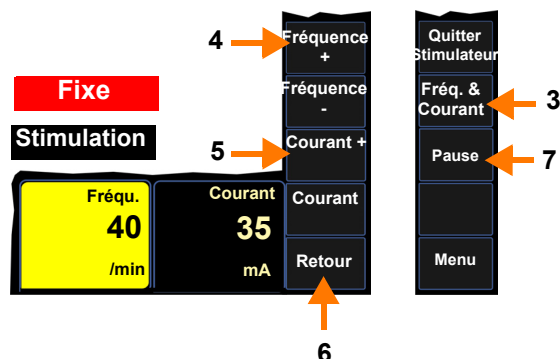 4
Fréquence
+
Quitter
Stimulateur
Fixe
Fréquence
-
Fréq. &
Courant
3
Stimulation
5
Courant +
Pause
7
Fréqu.
40
/min
Courant
35
mA
Courant
Retour
Menu
6